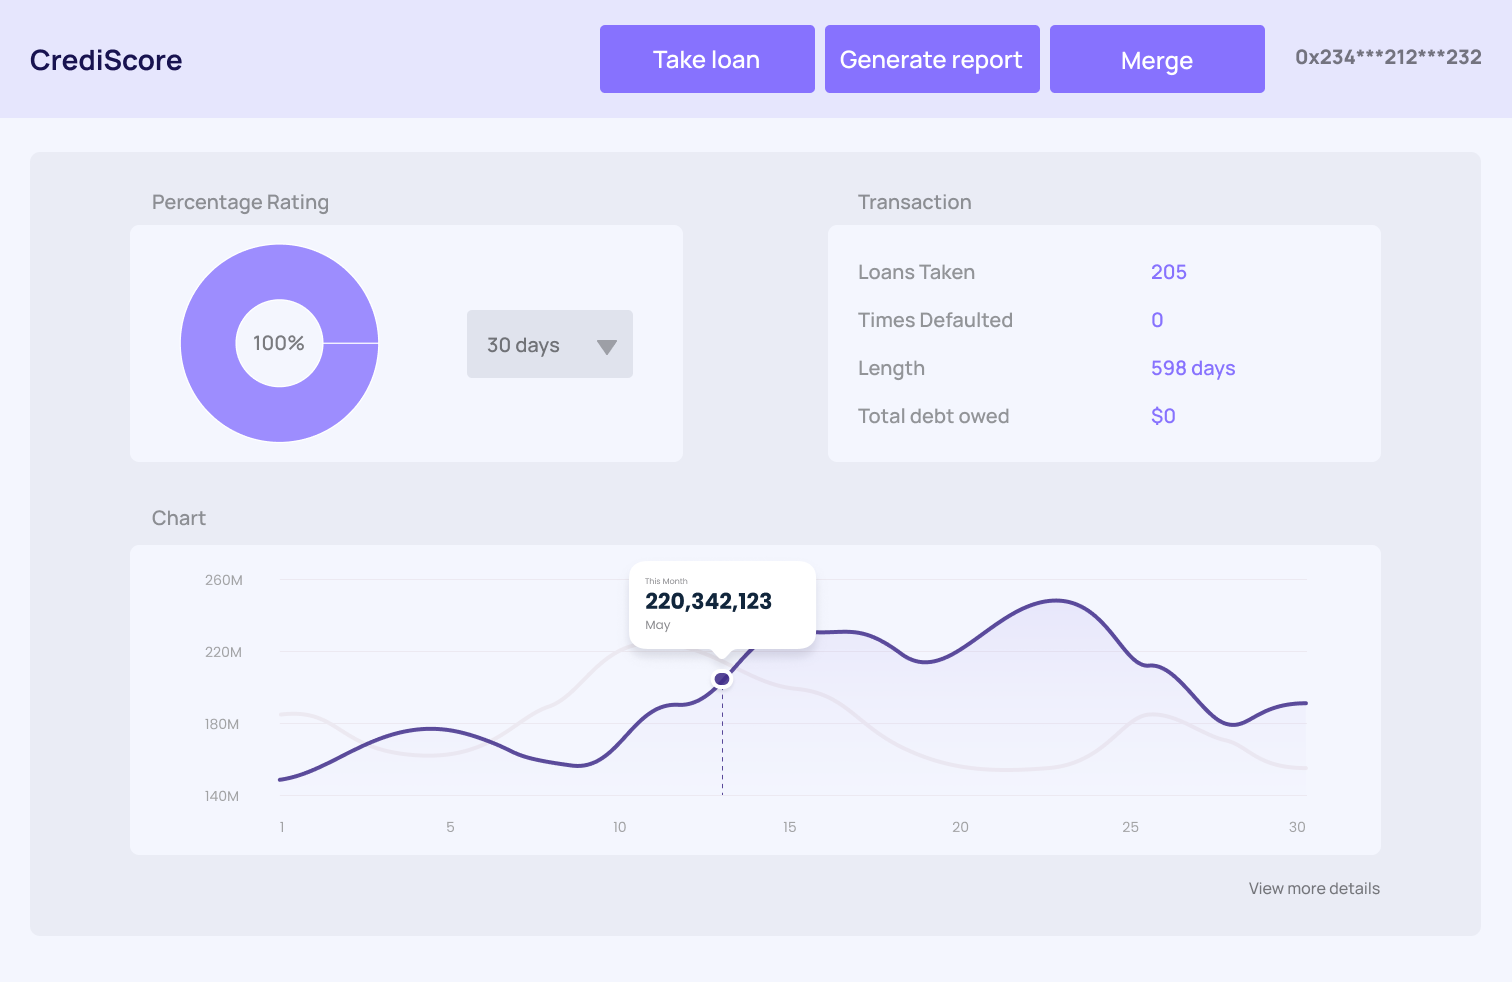 CrediScore
Take loan
Generate report
Merge
0x234***212***232
Percentage Rating
100%
30 days
Transaction
Loans Taken 205
Times Defaulted 0
Length 598 days
Total debt owed $0
Chart
260M
220M
180M
140M
This Month
220,342,123
May
1 5 10 15 20 25 30
View more details